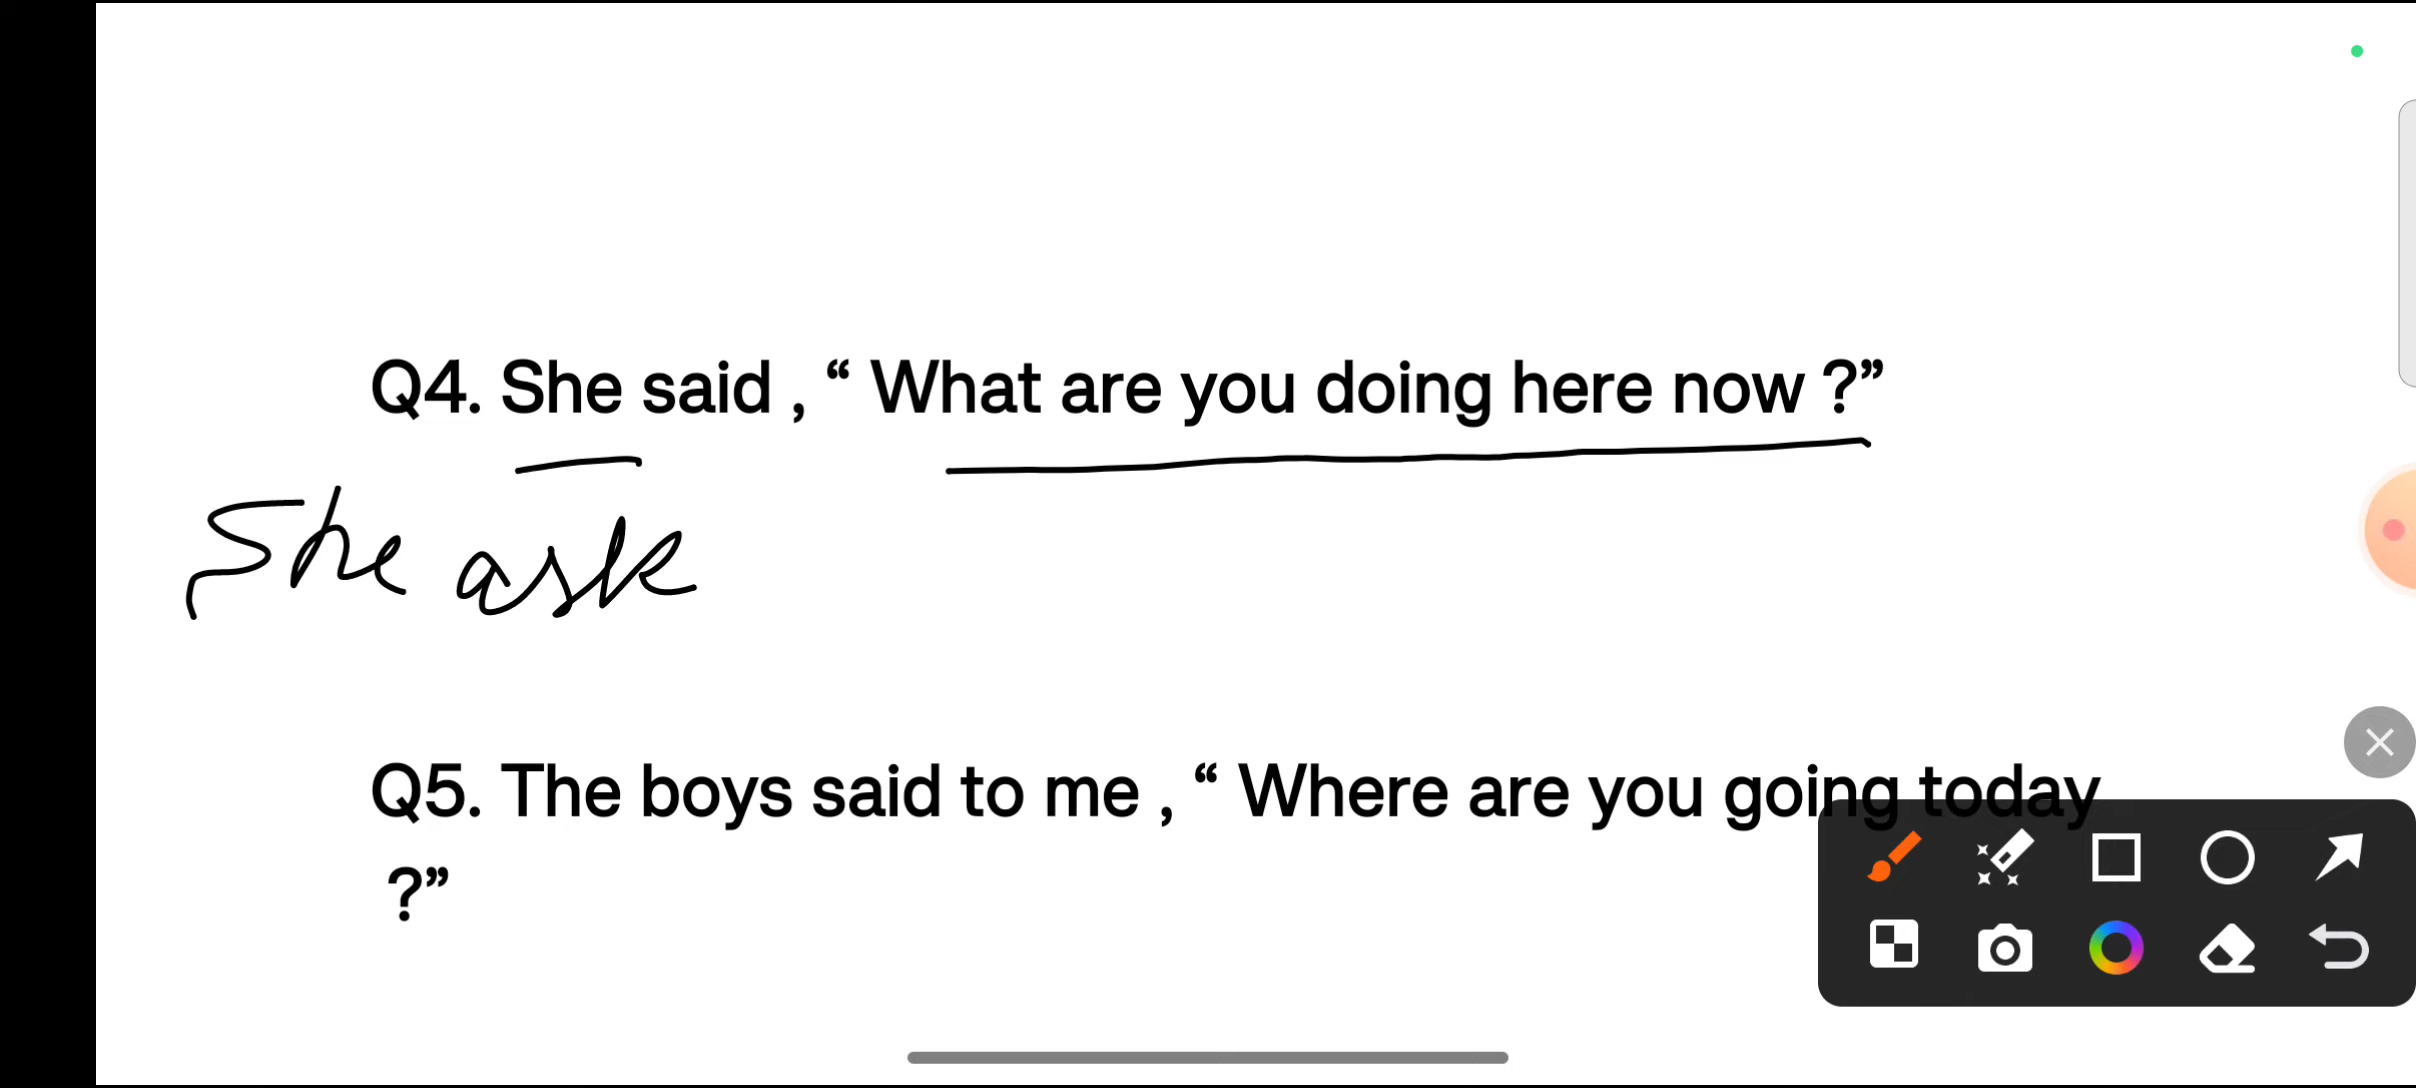 Q4. She said , “ What are you doing here now ?”
She aske
Q5. The boys said to me , “ Where are you going today
?”